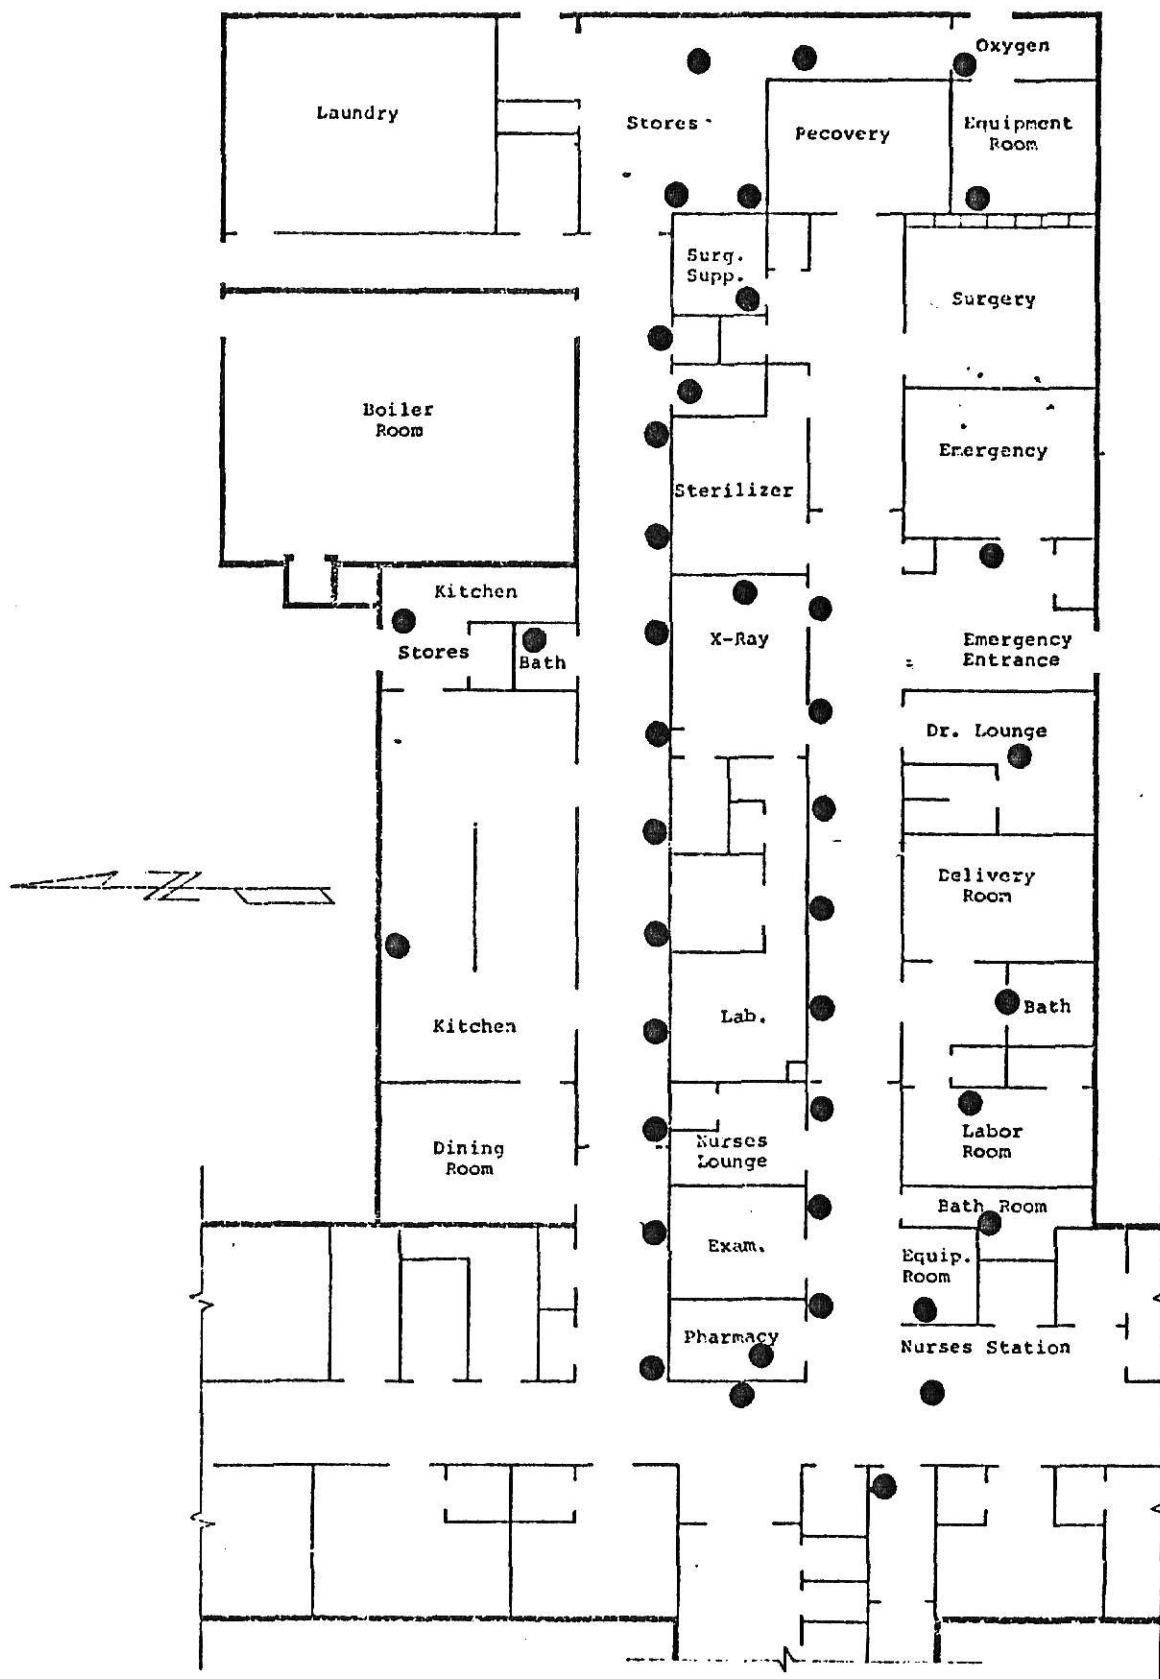 Oxygen
Laundry
Stores
Recovery
Equipment
Room
Surg.
Supp.
Surgery
Boiler
Room
Emergency
Sterilizer
Kitchen
Stores
Bath
X-Ray
Emergency
Entrance
Dr. Lounge
Delivery
Room
N
Kitchen
Lab.
Bath
Dining
Room
Nurses
Lounge
Labor
Room
Bath Room
Exam.
Equip.
Room
Pharmacy
Nurses Station